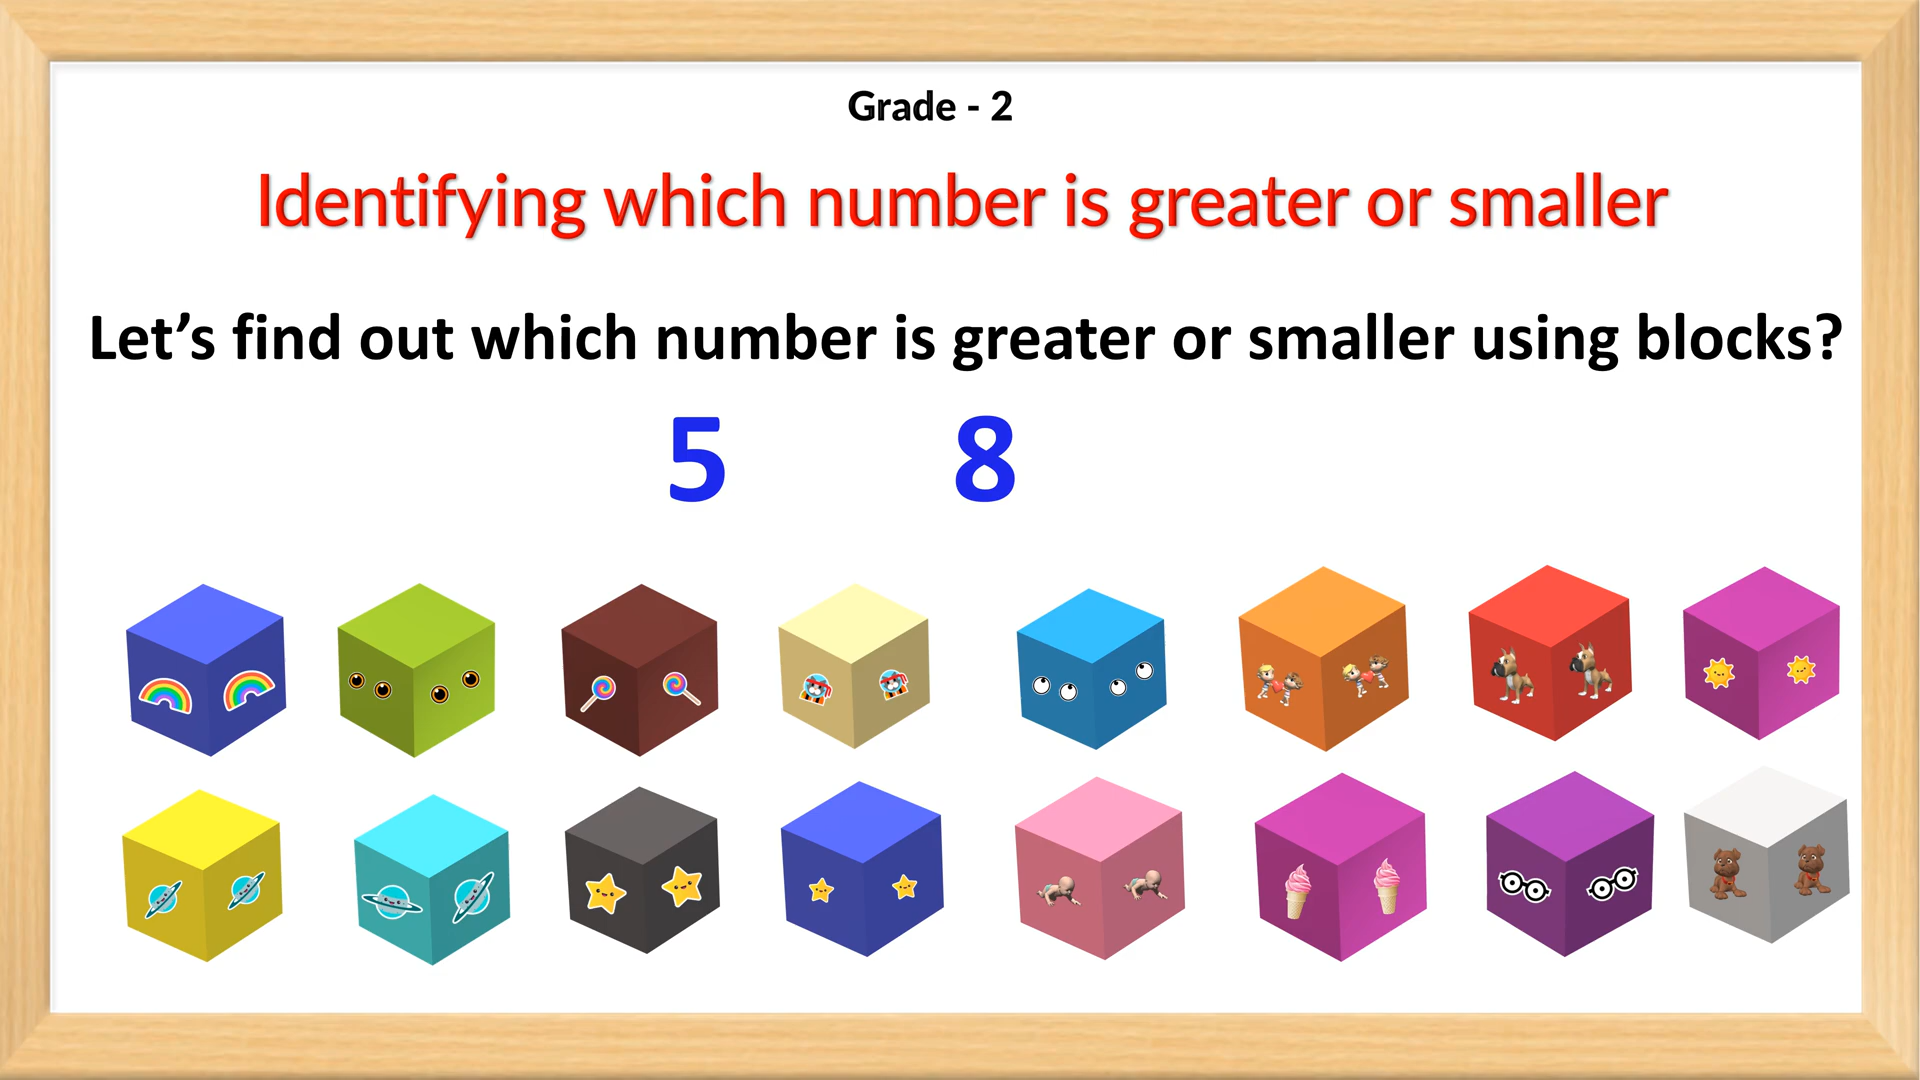 Grade - 2
Identifying which number is greater or smaller
Let’s find out which number is greater or smaller using blocks?
5 8